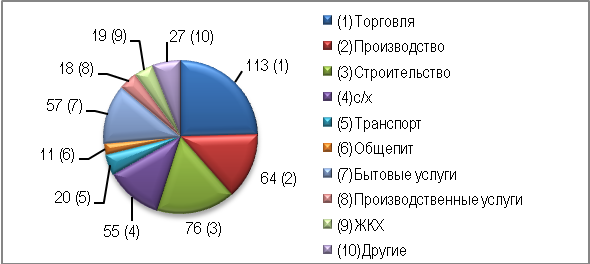 19 (9)
27 (10)
18 (8)
113 (1)
57 (7)
11 (6)
64 (2)
20 (5)
55 (4)
76 (3)
(1)Торговля
(2)Производство
(3)Строительство
(4)с/х
(5)Транспорт
(6)Общепит
(7)Бытовые услуги
(8)Производственные услуги
(9)ЖКХ
(10)Другие